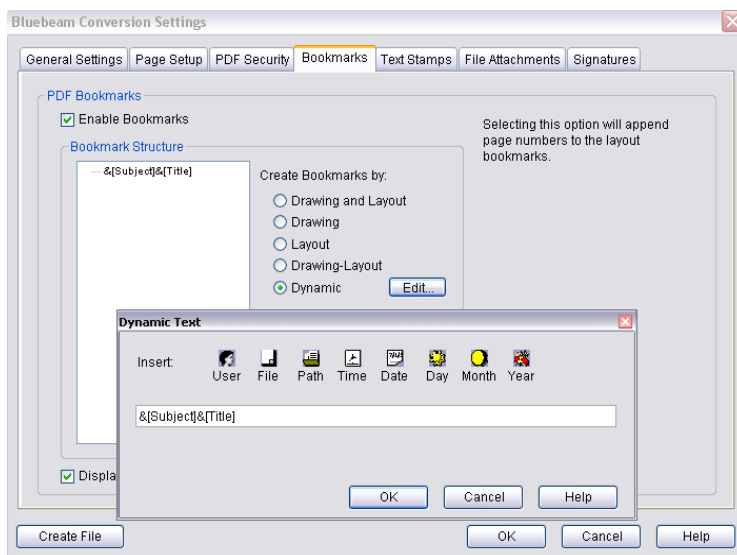 Bluebeam Conversion Settings
General Settings Page Setup PDF Security Bookmarks Text Stamps File Attachments Signatures
PDF Bookmarks
Enable Bookmarks
Selecting this option will append
page numbers to the layout
bookmarks.
Bookmark Structure
&[Subject]&[Title]
Create Bookmarks by:
Drawing and Layout
Drawing
Layout
Drawing-Layout
Dynamic Edit...
Dynamic Text
Insert:
User File Path Time Date Day Month Year
&[Subject]&[Title]
OK Cancel Help
Create File OK Cancel Help